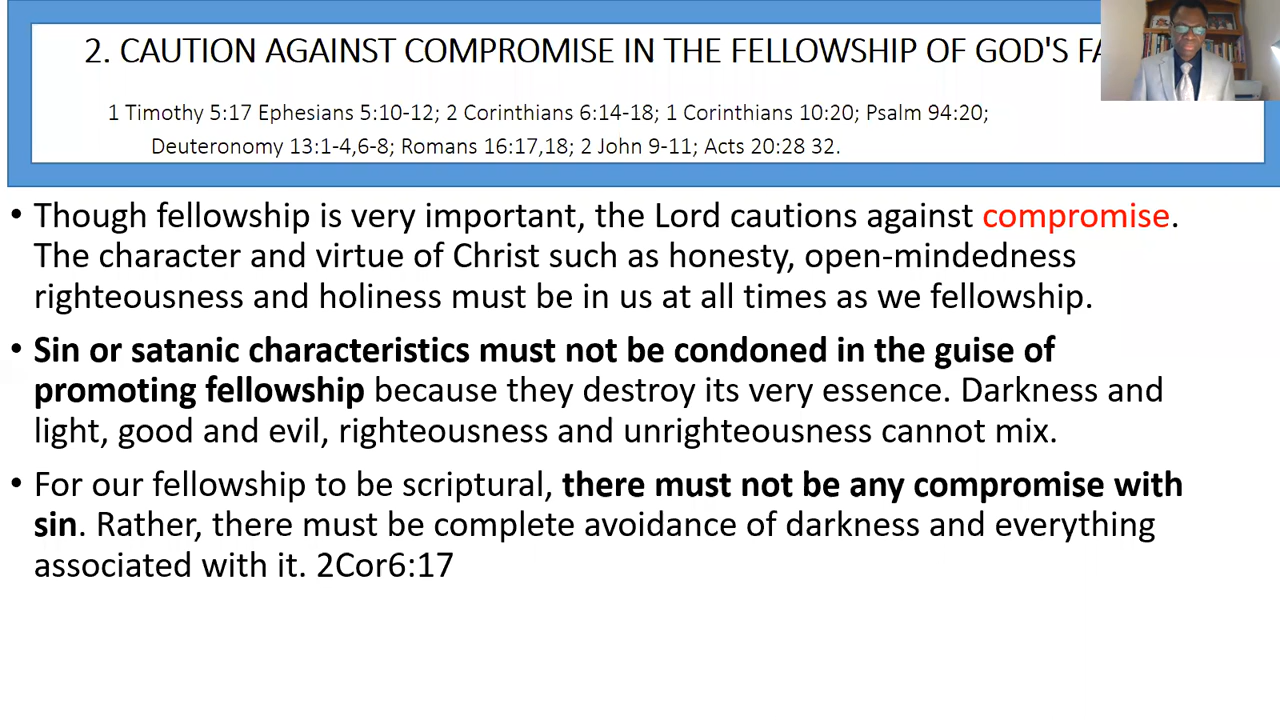 2. CAUTION AGAINST COMPROMISE IN THE FELLOWSHIP OF GOD'S
1 Timothy 5:17 Ephesians 5:10-12; 2 Corinthians 6:14-18; 1 Corinthians 10:20; Psalm 94:20;
Deuteronomy 13:1-4,6-8; Romans 16:17,18; 2 John 9-11; Acts 20:28 32.
• Though fellowship is very important, the Lord cautions against compromise.
The character and virtue of Christ such as honesty, open-mindedness
righteousness and holiness must be in us at all times as we fellowship.
• Sin or satanic characteristics must not be condoned in the guise of
promoting fellowship because they destroy its very essence. Darkness and
light, good and evil, righteousness and unrighteousness cannot mix.
• For our fellowship to be scriptural, there must not be any compromise with
sin. Rather, there must be complete avoidance of darkness and everything
associated with it. 2Cor6:17